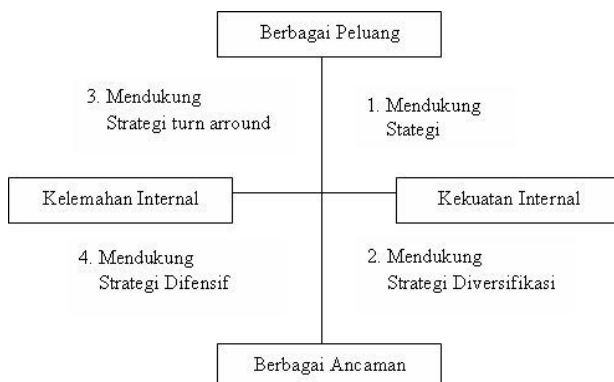 Berbagai Peluang
3. Mendukung
Strategi turn arround
1. Mendukung
Stategi
Kelemahan Internal
Kekuatan Internal
4. Mendukung
Strategi Difensif
2. Mendukung
Strategi Diversifikasi
Berbagai Ancaman